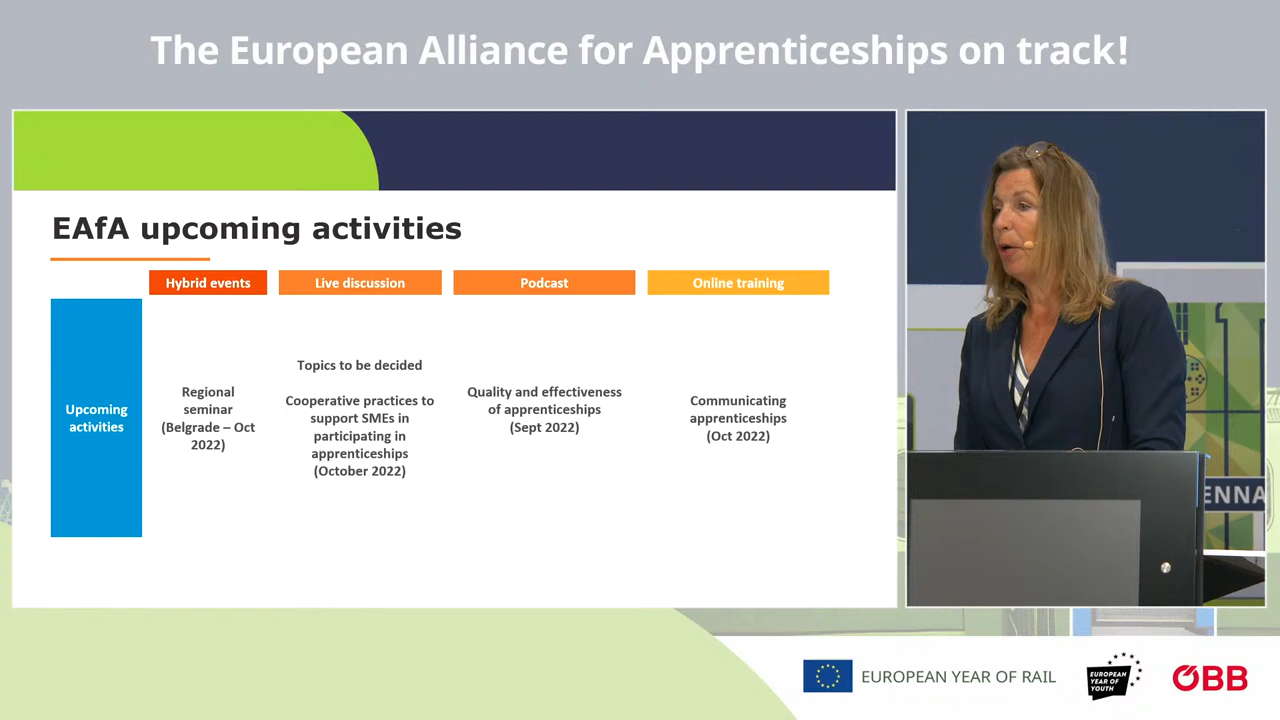 The European Alliance for Apprenticeships on track!
EAfA upcoming activities
Hybrid events
Live discussion
Podcast
Online training
Upcoming
activities
Regional
seminar
(Belgrade – Oct
2022)
Topics to be decided
Cooperative practices to
support SMEs in
participating in
apprenticeships
(October 2022)
Quality and effectiveness
of apprenticeships
(Sept 2022)
Communicating
apprenticeships
(Oct 2022)
ENNA
EUROPEAN YEAR OF RAIL
EUROPEAN
YEAR OF
YOUTH
ÖBB